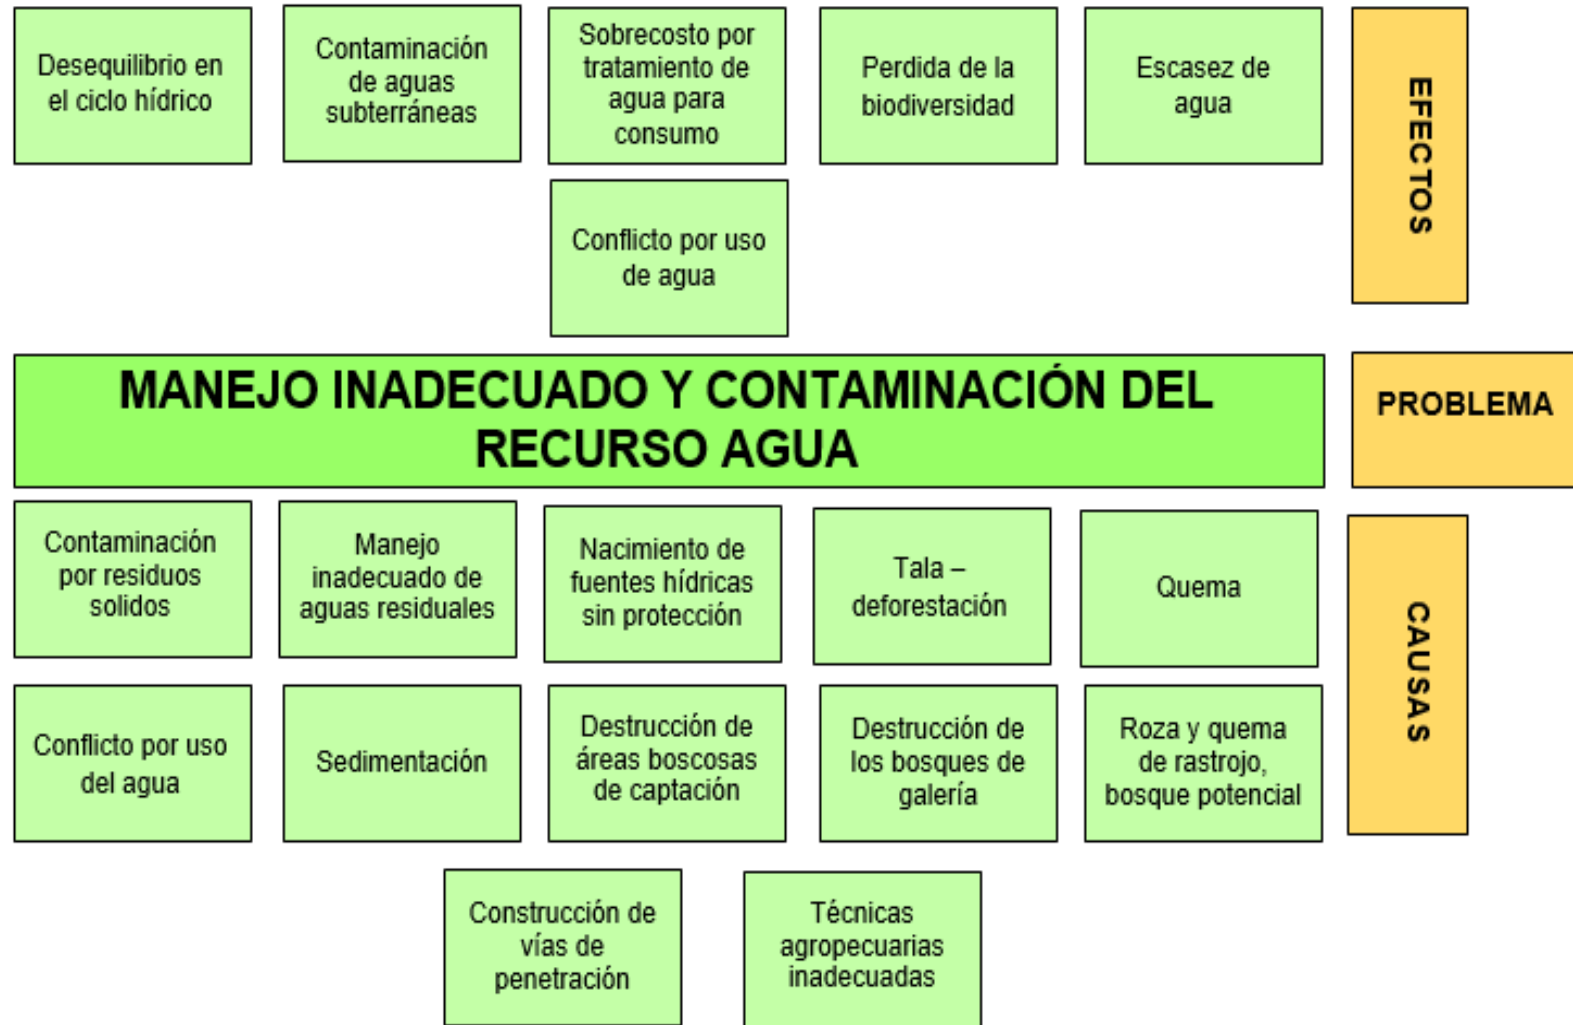 Desequilibrio en
el ciclo hídrico
Contaminación
de aguas
subterráneas
Sobrecosto por
tratamiento de
agua para
consumo
Perdida de la
biodiversidad
Escasez de
agua
EFECTOS
Conflicto por uso
de agua
MANEJO INADECUADO Y CONTAMINACIÓN DEL
RECURSO AGUA
PROBLEMA
Contaminación
por residuos
solidos
Manejo
inadecuado de
aguas residuales
Nacimiento de
fuentes hídricas
sin protección
Tala –
deforestación
Quema
CAUSAS
Conflicto por uso
del agua
Sedimentación
Destrucción de
áreas boscosas
de captación
Destrucción de
los bosques de
galería
Roza y quema
de rastrojo,
bosque potencial
Construcción de
vías de
penetración
Técnicas
agropecuarias
inadecuadas